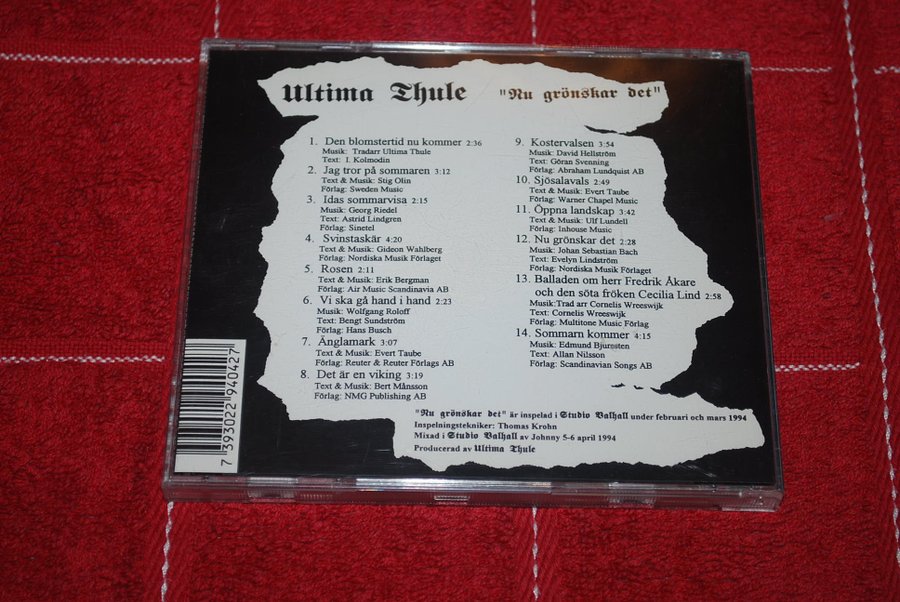 Ultima Thule "Nu grönskar det"
1. Den blomstertid nu kommer 2:36
Musik: Tradarr Ultima Thule
Text: I. Kolmodin
2. Jag tror på sommaren 3:12
Text & Musik: Stig Olin
Förlag: Sweden Music
3. Idas sommarvisa 2:15
Musik: Georg Riedel
Text: Astrid Lindgren
Förlag: Sinetel
4. Svinstaskär 4:20
Text & Musik: Gideon Wahlberg
Förlag: Nordiska Musik Förlaget
5. Rosen 2:11
Text & Musik: Erik Bergman
Förlag: Air Music Scandinavia AB
6. Vi ska gå hand i hand 2:23
Musik: Wolfgang Roloff
Text: Bengt Sundström
Förlag: Hans Busch
7. Änglamark 3:07
Text & Musik: Evert Taube
Förlag: Reuter & Reuter Förlags AB
8. Det är en viking 3:19
Text & Musik: Bert Månsson
Förlag: NMG Publishing AB
9. Kostervalsen 3:54
Musik: David Hellström
Text: Göran Svenning
Förlag: Abraham Lundquist AB
10. Sjösalavals 2:49
Text & Musik: Evert Taube
Förlag: Warner Chapel Music
11. Öppna landskap 3:42
Text & Musik: Ulf Lundell
Förlag: Inhouse Music
12. Nu grönskar det 2:28
Musik: Johan Sebastian Bach
Text: Evelyn Lindström
Förlag: Nordiska Musik Förlaget
13. Balladen om herr Fredrik Åkare
och den söta fröken Cecilia Lind 2:58
Musik:Trad arr Cornelis Wreeswijk
Text: Cornelis Wreeswijk
Förlag: Multitone Music Förlag
14. Sommarn kommer 4:15
Musik: Edmund Bjursten
Text: Allan Nilsson
Förlag: Scandinavian Songs AB
"Nu grönskar det" är inspelad i Studio Valhall under februari och mars 1994
Inspelningstekniker: Thomas Krohn
Mixad i Studio Valhall av Johnny 5-6 april 1994
Producerad av Ultima Thule
7 393022 940427